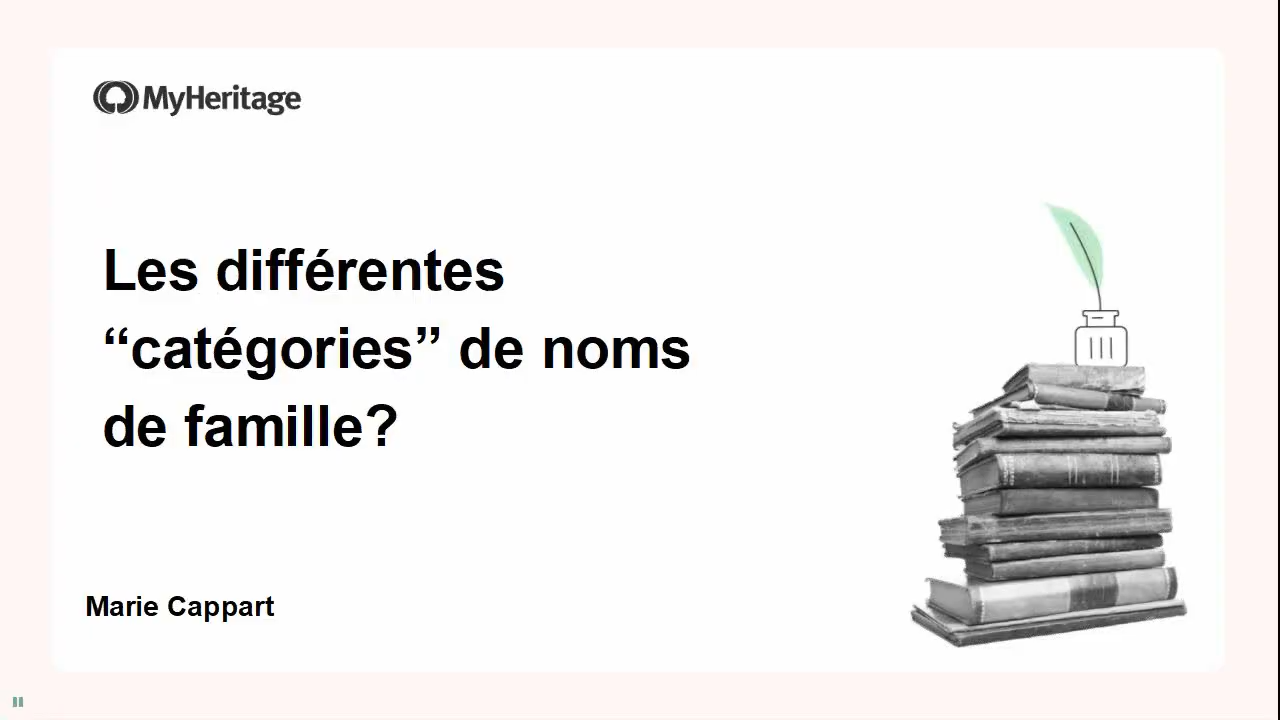 MyHeritage
Les différentes
“catégories” de noms
de famille?
Marie Cappart